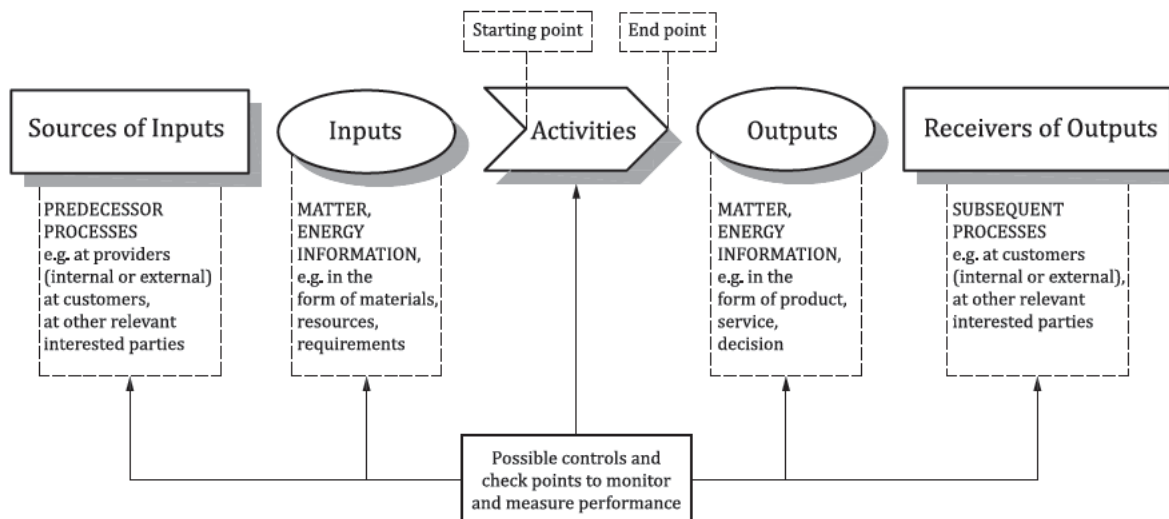 Starting point
End point
Sources of Inputs
Inputs
Activities
Outputs
Receivers of Outputs
PREDECESSOR
PROCESSES
e.g. at providers
(internal or external)
at customers,
at other relevant
interested parties
MATTER,
ENERGY
INFORMATION,
e.g. in the
form of materials,
resources,
requirements
MATTER,
ENERGY
INFORMATION,
e.g. in the
form of product,
service,
decision
SUBSEQUENT
PROCESSES
e.g. at customers
(internal or external),
at other relevant
interested parties
Possible controls and
check points to monitor
and measure performance